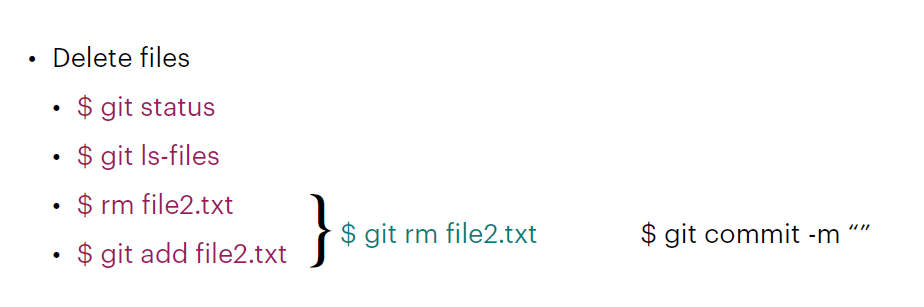 • Delete files
• $ git status
• $ git ls-files
• $ rm file2.txt
• $ git add file2.txt
} $ git rm file2.txt
$ git commit -m “”